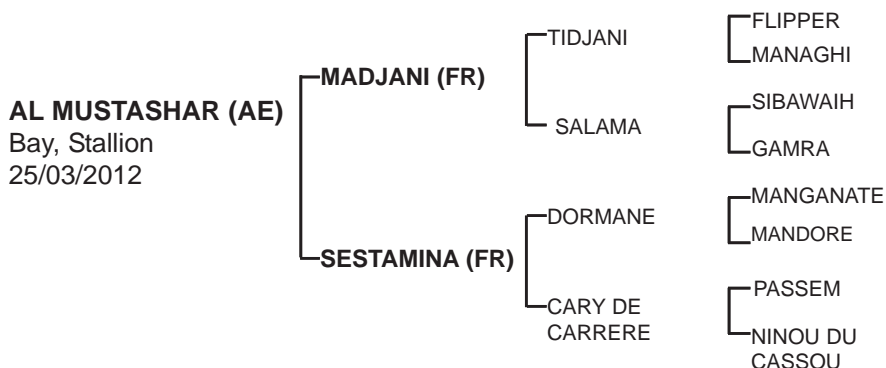 AL MUSTASHAR (AE)
Bay, Stallion
25/03/2012
MADJANI (FR)
SESTAMINA (FR)
TIDJANI
SALAMA
DORMANE
CARY DE
CARRERE
FLIPPER
MANAGHI
SIBAWAIH
GAMRA
MANGANATE
MANDORE
PASSEM
NINOU DU
CASSOU